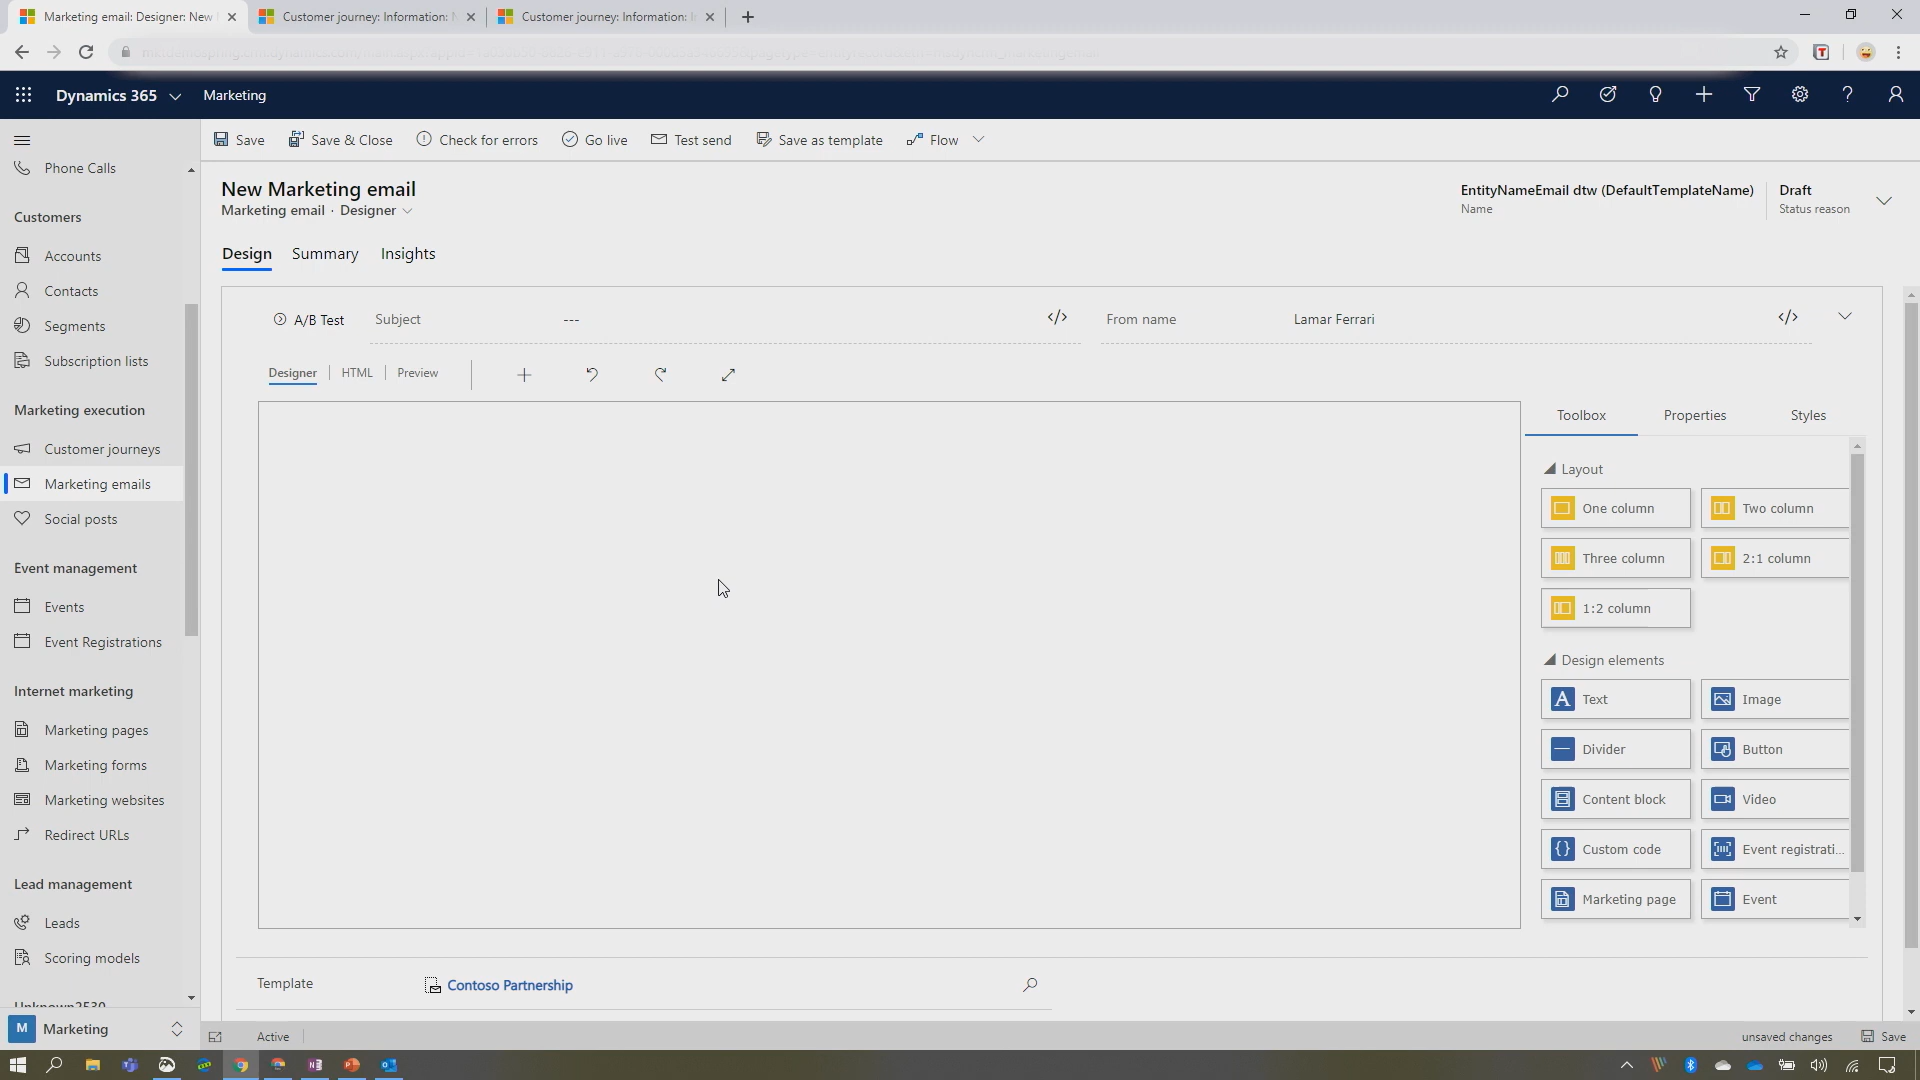 Marketing email: Designer: New
Customer journey: Information: N
Customer journey: Information: Is
Dynamics 365
Marketing
Save
Save & Close
Check for errors
Go live
Test send
Save as template
Flow
Phone Calls
New Marketing email
Marketing email · Designer
EntityNameEmail dtw (DefaultTemplateName)
Name
Draft
Status reason
Customers
Accounts
Contacts
Segments
Subscription lists
Marketing execution
Customer journeys
Marketing emails
Social posts
Event management
Events
Event Registrations
Internet marketing
Marketing pages
Marketing forms
Marketing websites
Redirect URLs
Lead management
Leads
Scoring models
Unknown2530
M Marketing
Design
Summary
Insights
A/B Test
Subject
---
</>
From name
Lamar Ferrari
</>
Designer
HTML
Preview
Toolbox
Properties
Styles
Layout
One column
Two column
Three column
2:1 column
1:2 column
Design elements
A Text
Image
Divider
Button
Content block
Video
{} Custom code
Event registrati...
Marketing page
Event
Template
Contoso Partnership
Active
unsaved changes
Save